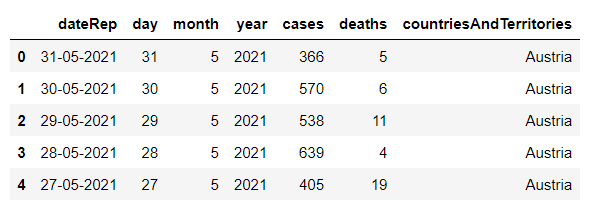 dateRep day month year cases deaths countriesAndTerritories
0 31-05-2021 31 5 2021 366 5 Austria
1 30-05-2021 30 5 2021 570 6 Austria
2 29-05-2021 29 5 2021 538 11 Austria
3 28-05-2021 28 5 2021 639 4 Austria
4 27-05-2021 27 5 2021 405 19 Austria